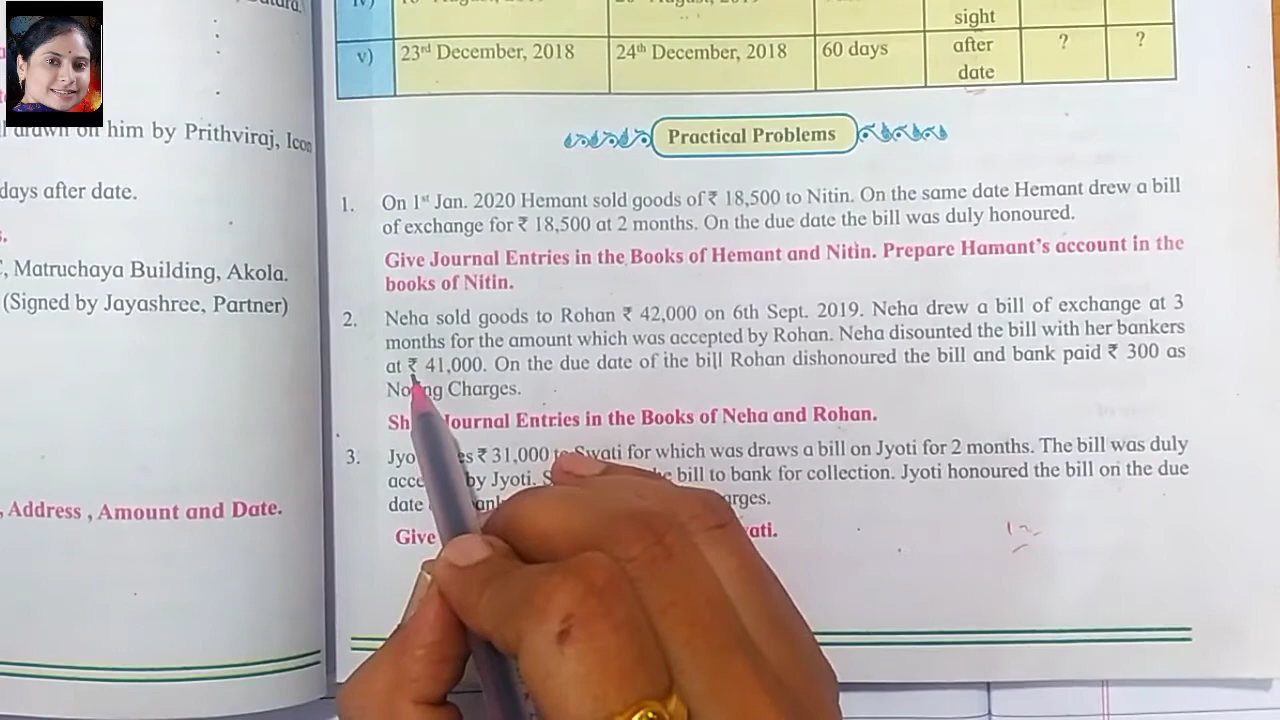 him by Prithviraj, Icon
days after date.
, Matruchaya Building, Akola.
(Signed by Jayashree, Partner)
, Address , Amount and Date.
sight
v) 23rd December, 2018 24th December, 2018 60 days after date ? ?
Practical Problems
1. On 1st Jan. 2020 Hemant sold goods of ₹ 18,500 to Nitin. On the same date Hemant drew a bill
of exchange for ₹ 18,500 at 2 months. On the due date the bill was duly honoured.
Give Journal Entries in the Books of Hemant and Nitin. Prepare Hamant's account in the
books of Nitin.
2. Neha sold goods to Rohan ₹ 42,000 on 6th Sept. 2019. Neha drew a bill of exchange at 3
months for the amount which was accepted by Rohan. Neha disounted the bill with her bankers
at ₹ 41,000. On the due date of the bill Rohan dishonoured the bill and bank paid ₹ 300 as
Charges.
Journal Entries in the Books of Neha and Rohan.
3. ₹ 31,000 to Swati for which was draws a bill on Jyoti for 2 months. The bill was duly
by Jyoti. bill to bank for collection. Jyoti honoured the bill on the due
date
Give